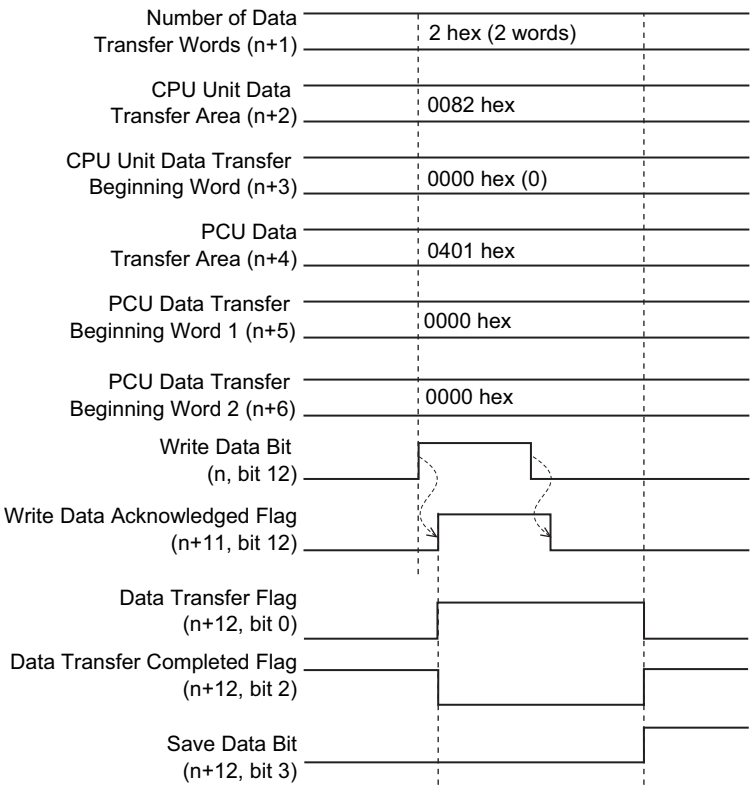 Number of Data
Transfer Words (n+1)
2 hex (2 words)
CPU Unit Data
Transfer Area (n+2)
0082 hex
CPU Unit Data Transfer
Beginning Word (n+3)
0000 hex (0)
PCU Data
Transfer Area (n+4)
0401 hex
PCU Data Transfer
Beginning Word 1 (n+5)
0000 hex
PCU Data Transfer
Beginning Word 2 (n+6)
0000 hex
Write Data Bit
(n, bit 12)
Write Data Acknowledged Flag
(n+11, bit 12)
Data Transfer Flag
(n+12, bit 0)
Data Transfer Completed Flag
(n+12, bit 2)
Save Data Bit
(n+12, bit 3)